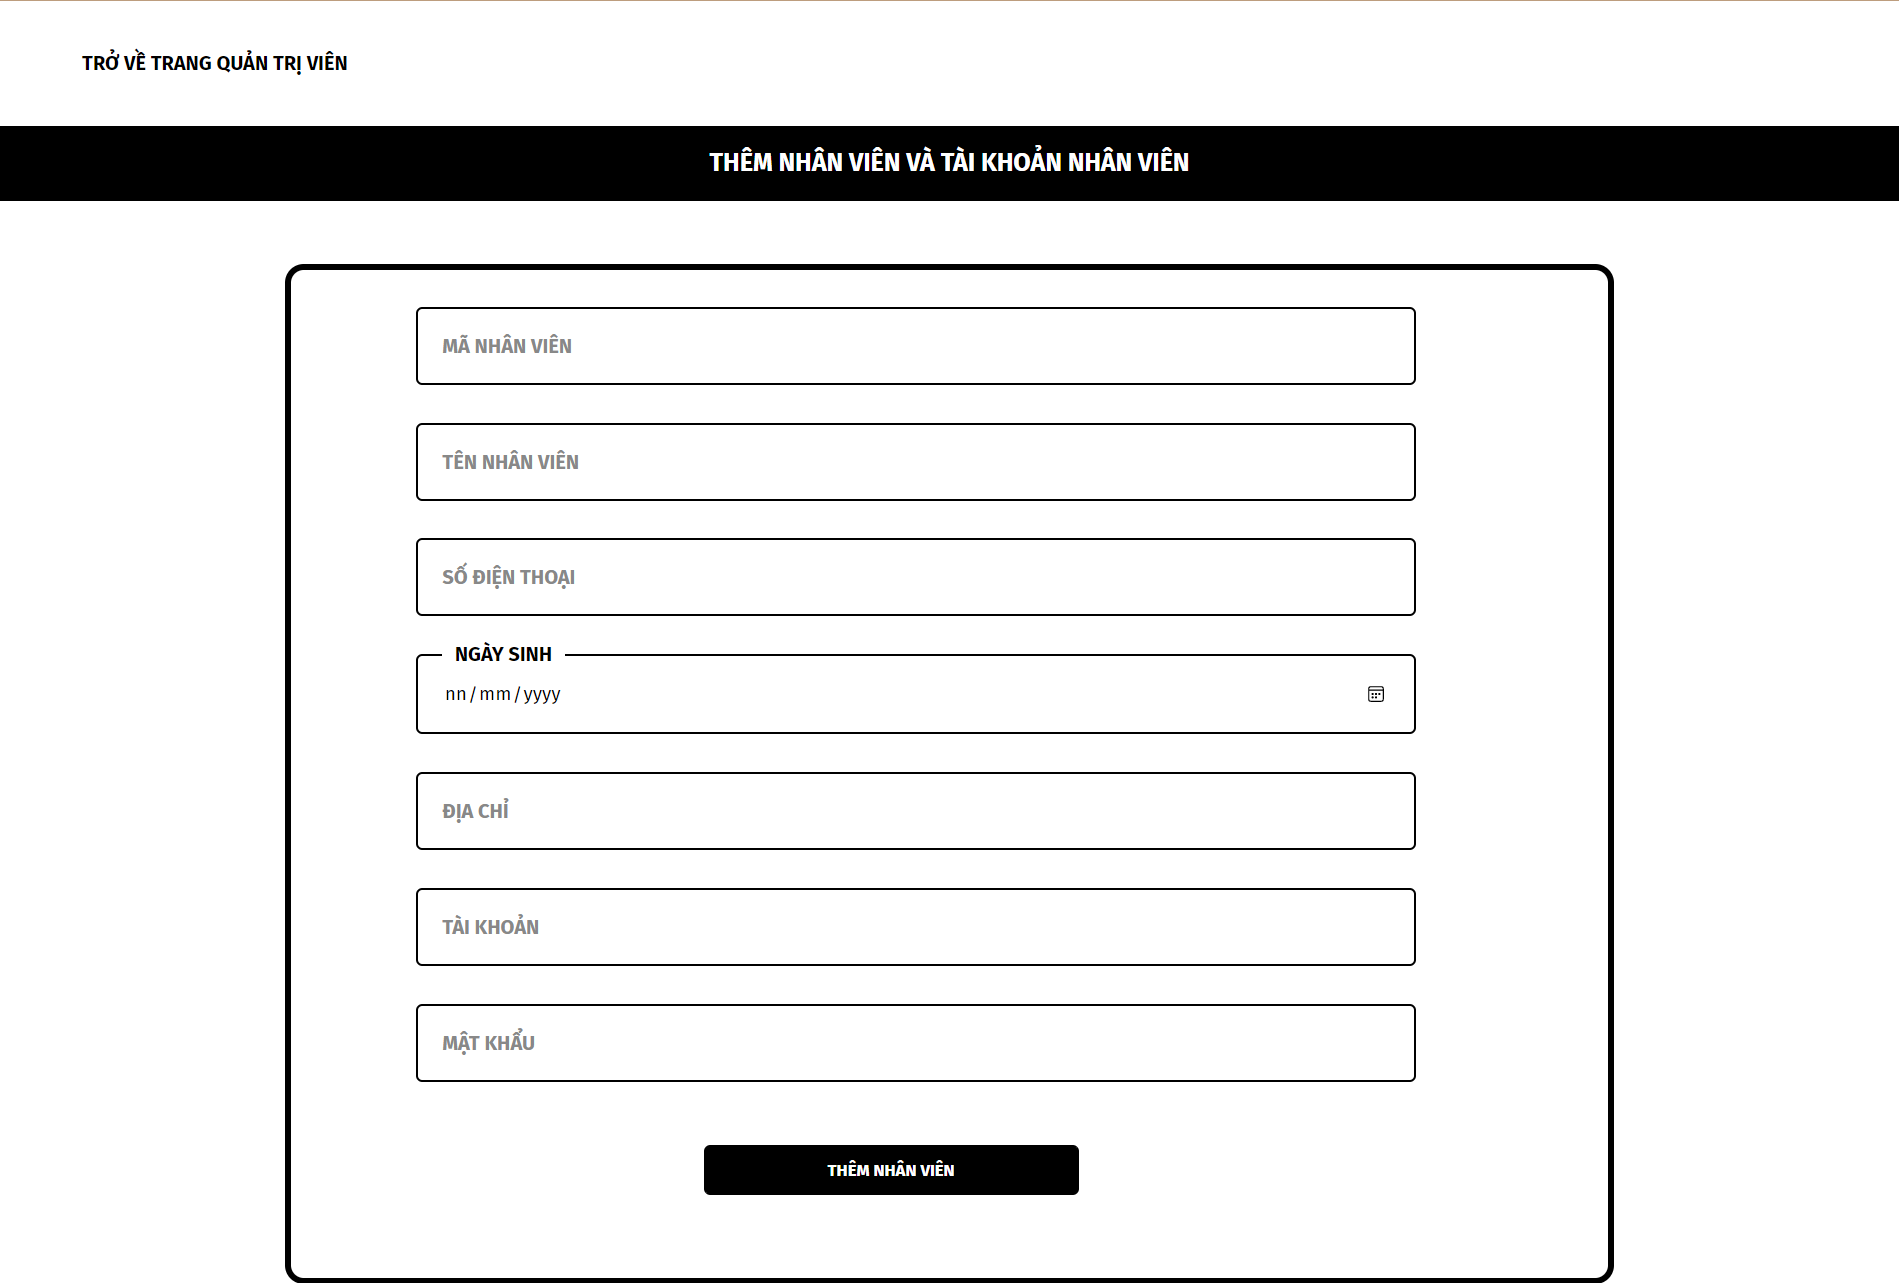 TRỞ VỀ TRANG QUẢN TRỊ VIÊN
THÊM NHÂN VIÊN VÀ TÀI KHOẢN NHÂN VIÊN
MÃ NHÂN VIÊN
TÊN NHÂN VIÊN
SỐ ĐIỆN THOẠI
NGÀY SINH
nn/mm/yyyy
ĐỊA CHỈ
TÀI KHOẢN
MẬT KHẨU
THÊM NHÂN VIÊN